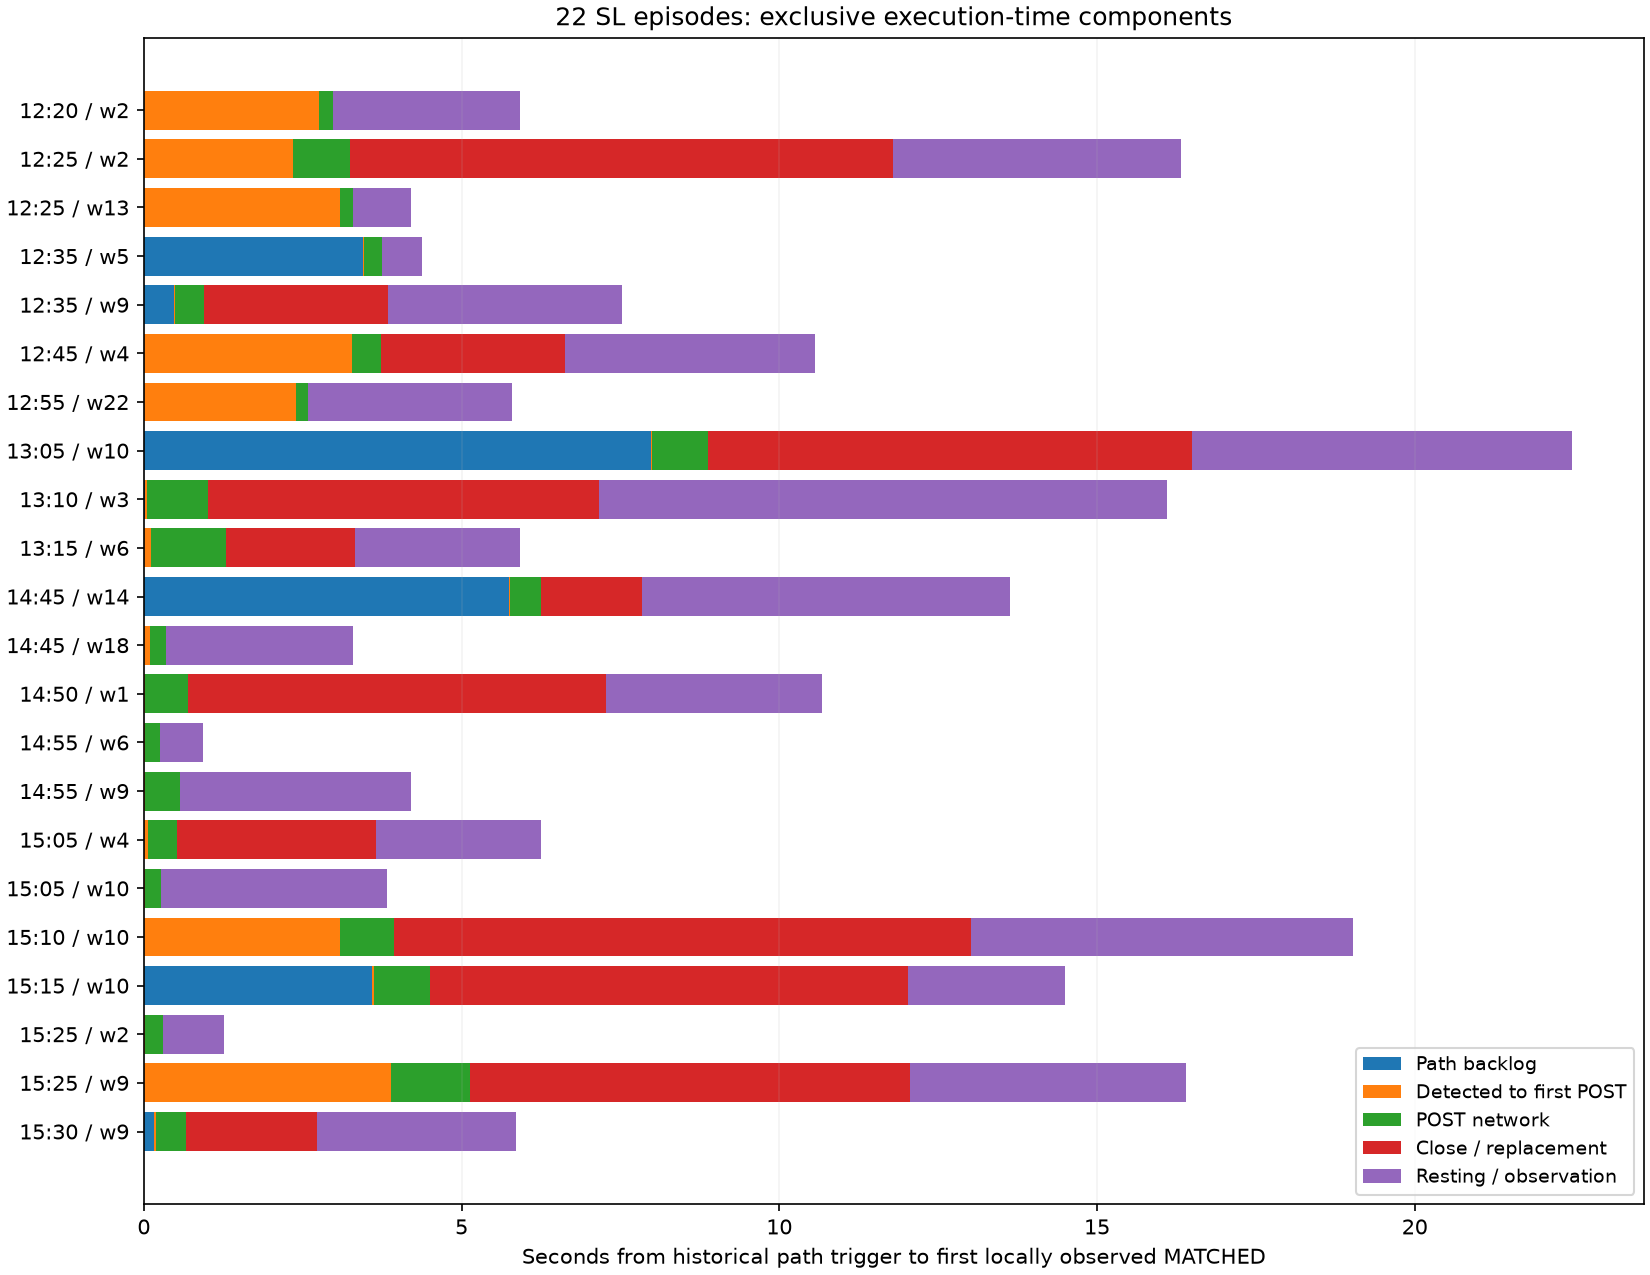 22 SL episodes: exclusive execution-time components
12:20 / w2
12:25 / w2
12:25 / w13
12:35 / w5
12:35 / w9
12:45 / w4
12:55 / w22
13:05 / w10
13:10 / w3
13:15 / w6
14:45 / w14
14:45 / w18
14:50 / w1
14:55 / w6
14:55 / w9
15:05 / w4
15:05 / w10
15:10 / w10
15:15 / w10
15:25 / w2
15:25 / w9
15:30 / w9
Path backlog
Detected to first POST
POST network
Close / replacement
Resting / observation
0 5 10 15 20
Seconds from historical path trigger to first locally observed MATCHED